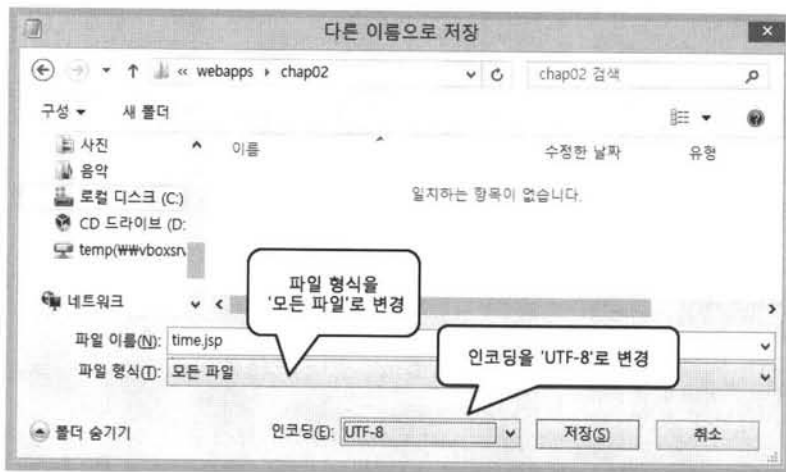 다른 이름으로 저장
« webapps › chap02
chap02 검색
구성
새 폴더
사진
음악
로컬 디스크 (C:)
CD 드라이브 (D:
temp(₩₩vboxsrv
네트워크
이름
수정한 날짜
유형
일치하는 항목이 없습니다.
파일 형식을
'모든 파일'로 변경
파일 이름(N): time.jsp
인코딩을 'UTF-8'로 변경
파일 형식(T): 모든 파일
폴더 숨기기
인코딩(E): UTF-8
저장(S)
취소